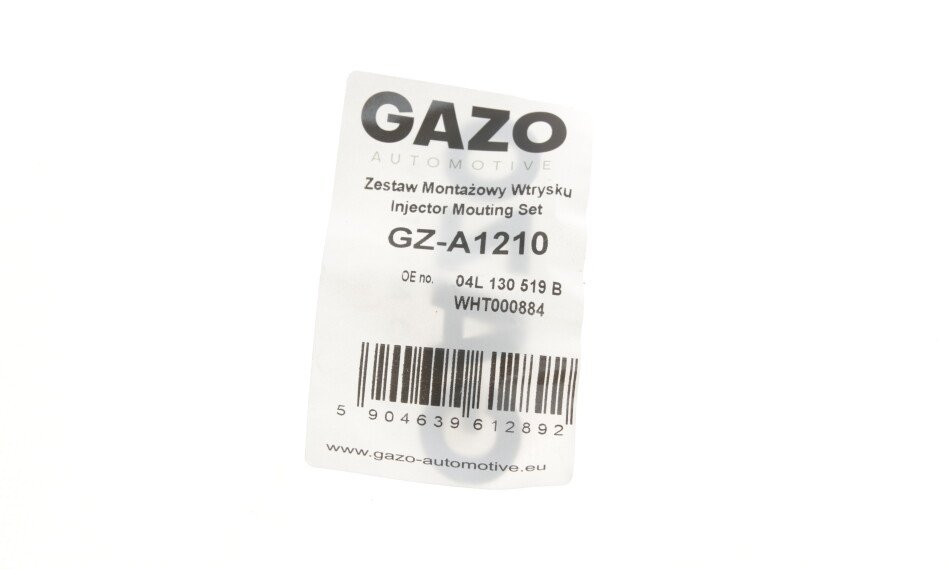 GAZO
AUTOMOTIVE
Zestaw Montażowy Wtrysku
Injector Mouting Set
GZ-A1210
OE no. 04L 130 519 B
WHT000884
5 904639 612892
www.gazo-automotive.eu